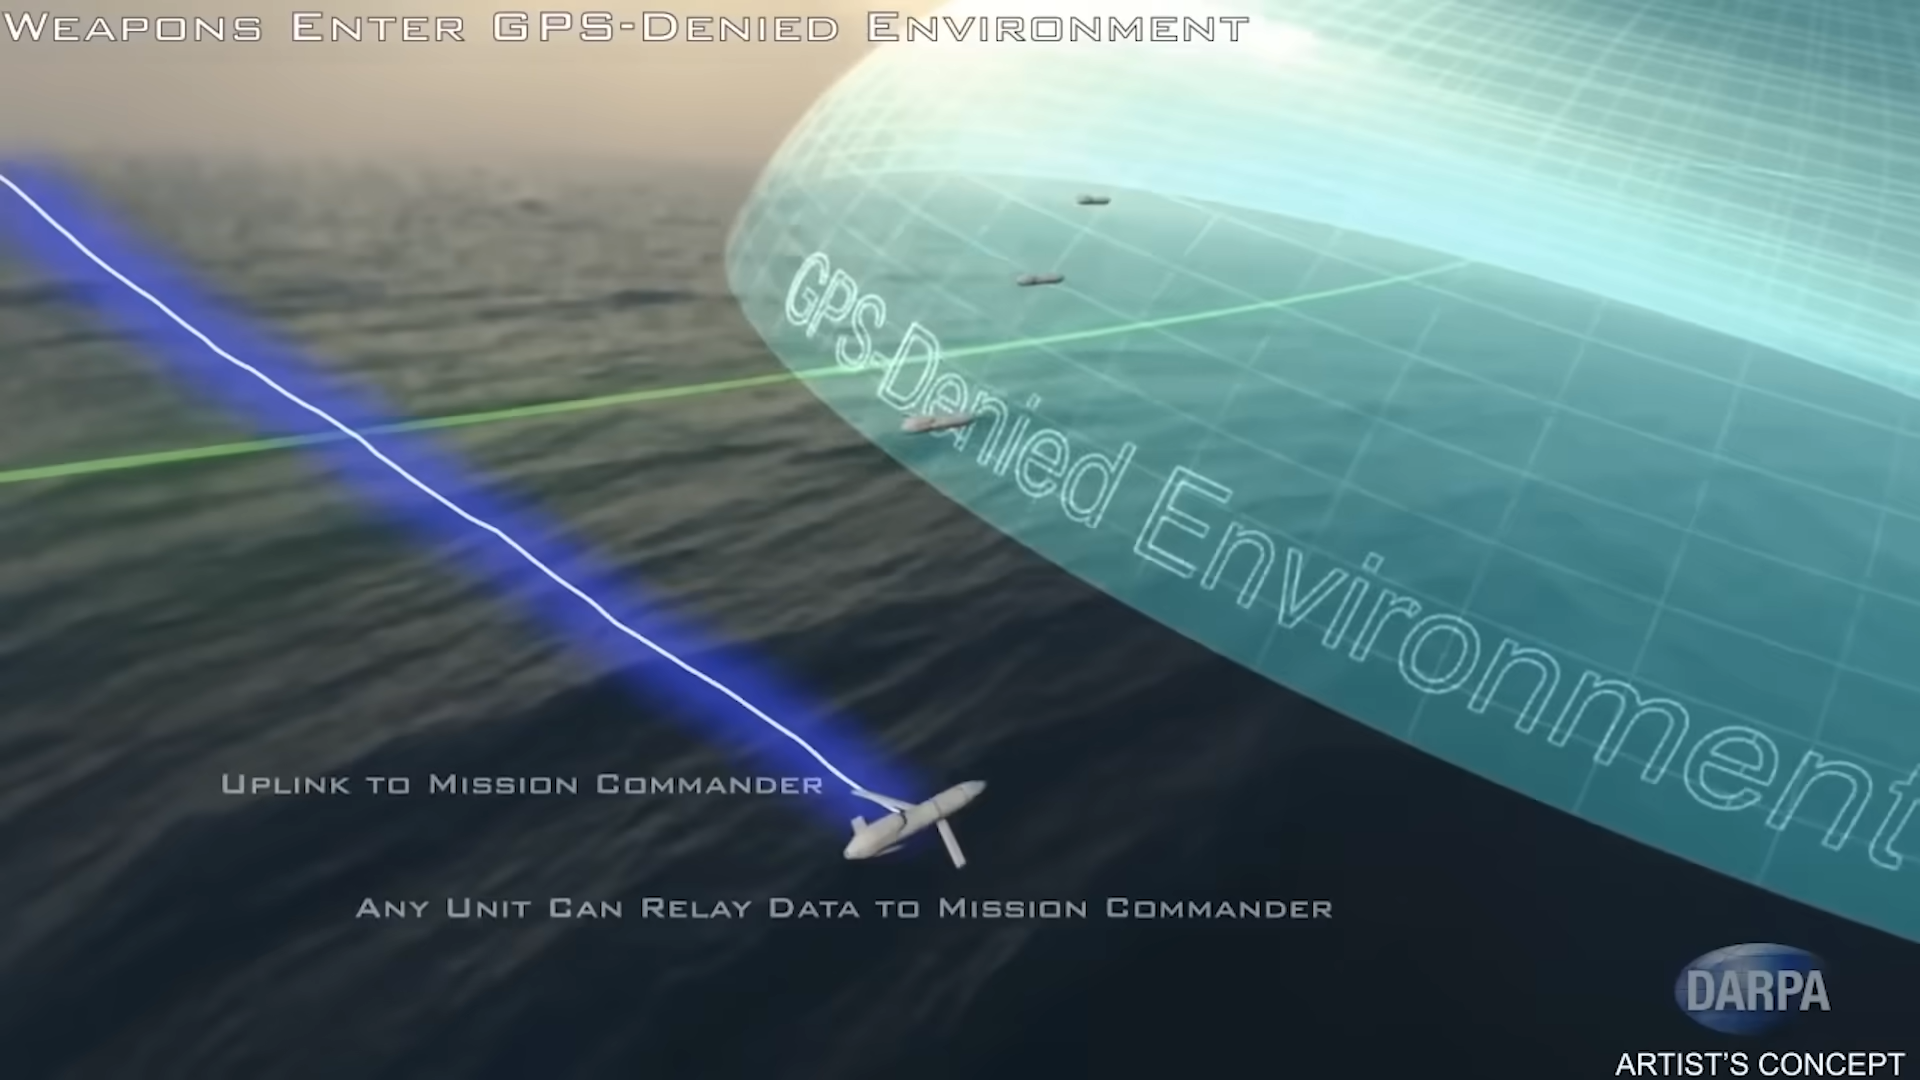 WEAPONS ENTER GPS-DENIED ENVIRONMENT
GPS-Denied Environment
UPLINK TO MISSION COMMANDER
ANY UNIT CAN RELAY DATA TO MISSION COMMANDER
DARPA
ARTIST'S CONCEPT